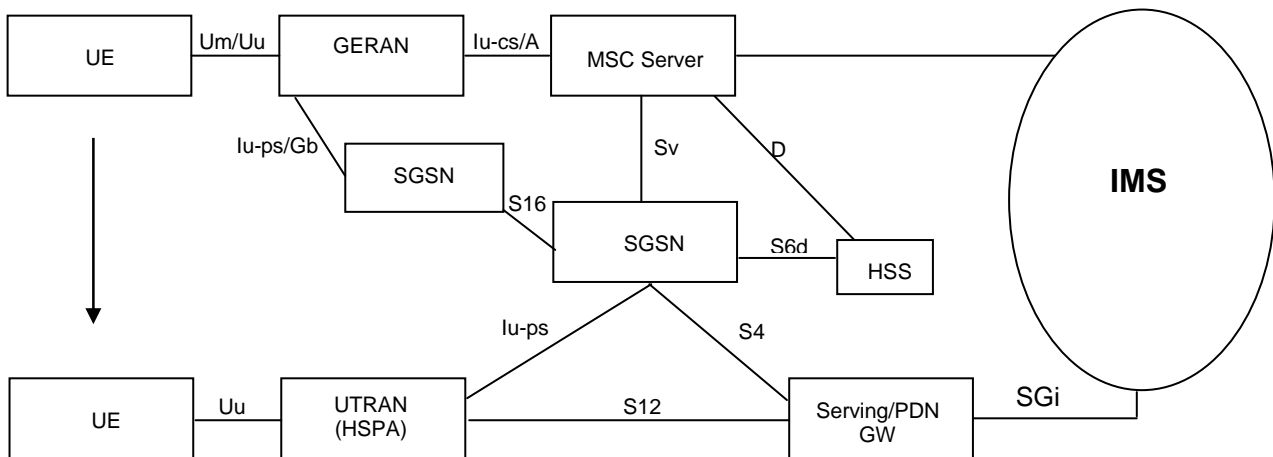 UE
Um/Uu
GERAN
Iu-cs/A
MSC Server
Iu-ps/Gb
SGSN
S16
Sv
D
IMS
SGSN
S6d
HSS
Iu-ps
S4
UE
Uu
UTRAN
(HSPA)
S12
Serving/PDN
GW
SGi